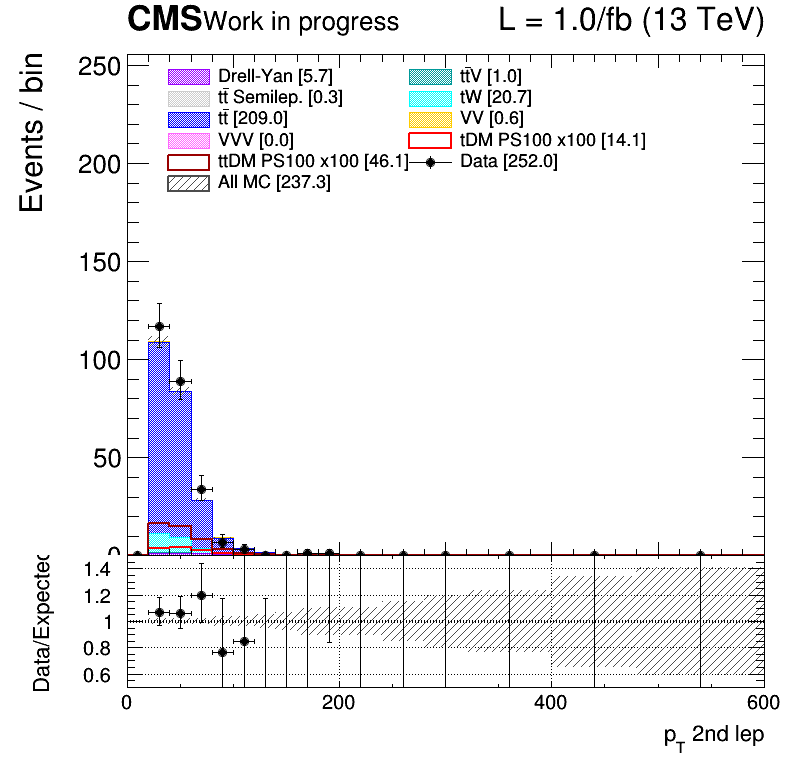 CMS Work in progress L = 1.0/fb (13 TeV)
Events / bin
250
200
150
100
50
0
Drell-Yan [5.7]
tt̄ Semilep. [0.3]
tt̄ [209.0]
VVV [0.0]
ttDM PS100 x100 [46.1]
All MC [237.3]
tt̄V [1.0]
tW [20.7]
VV [0.6]
tDM PS100 x100 [14.1]
Data [252.0]
Data/Expected
1.4
1.2
1
0.8
0.6
0 200 400 600
p_T 2nd lep